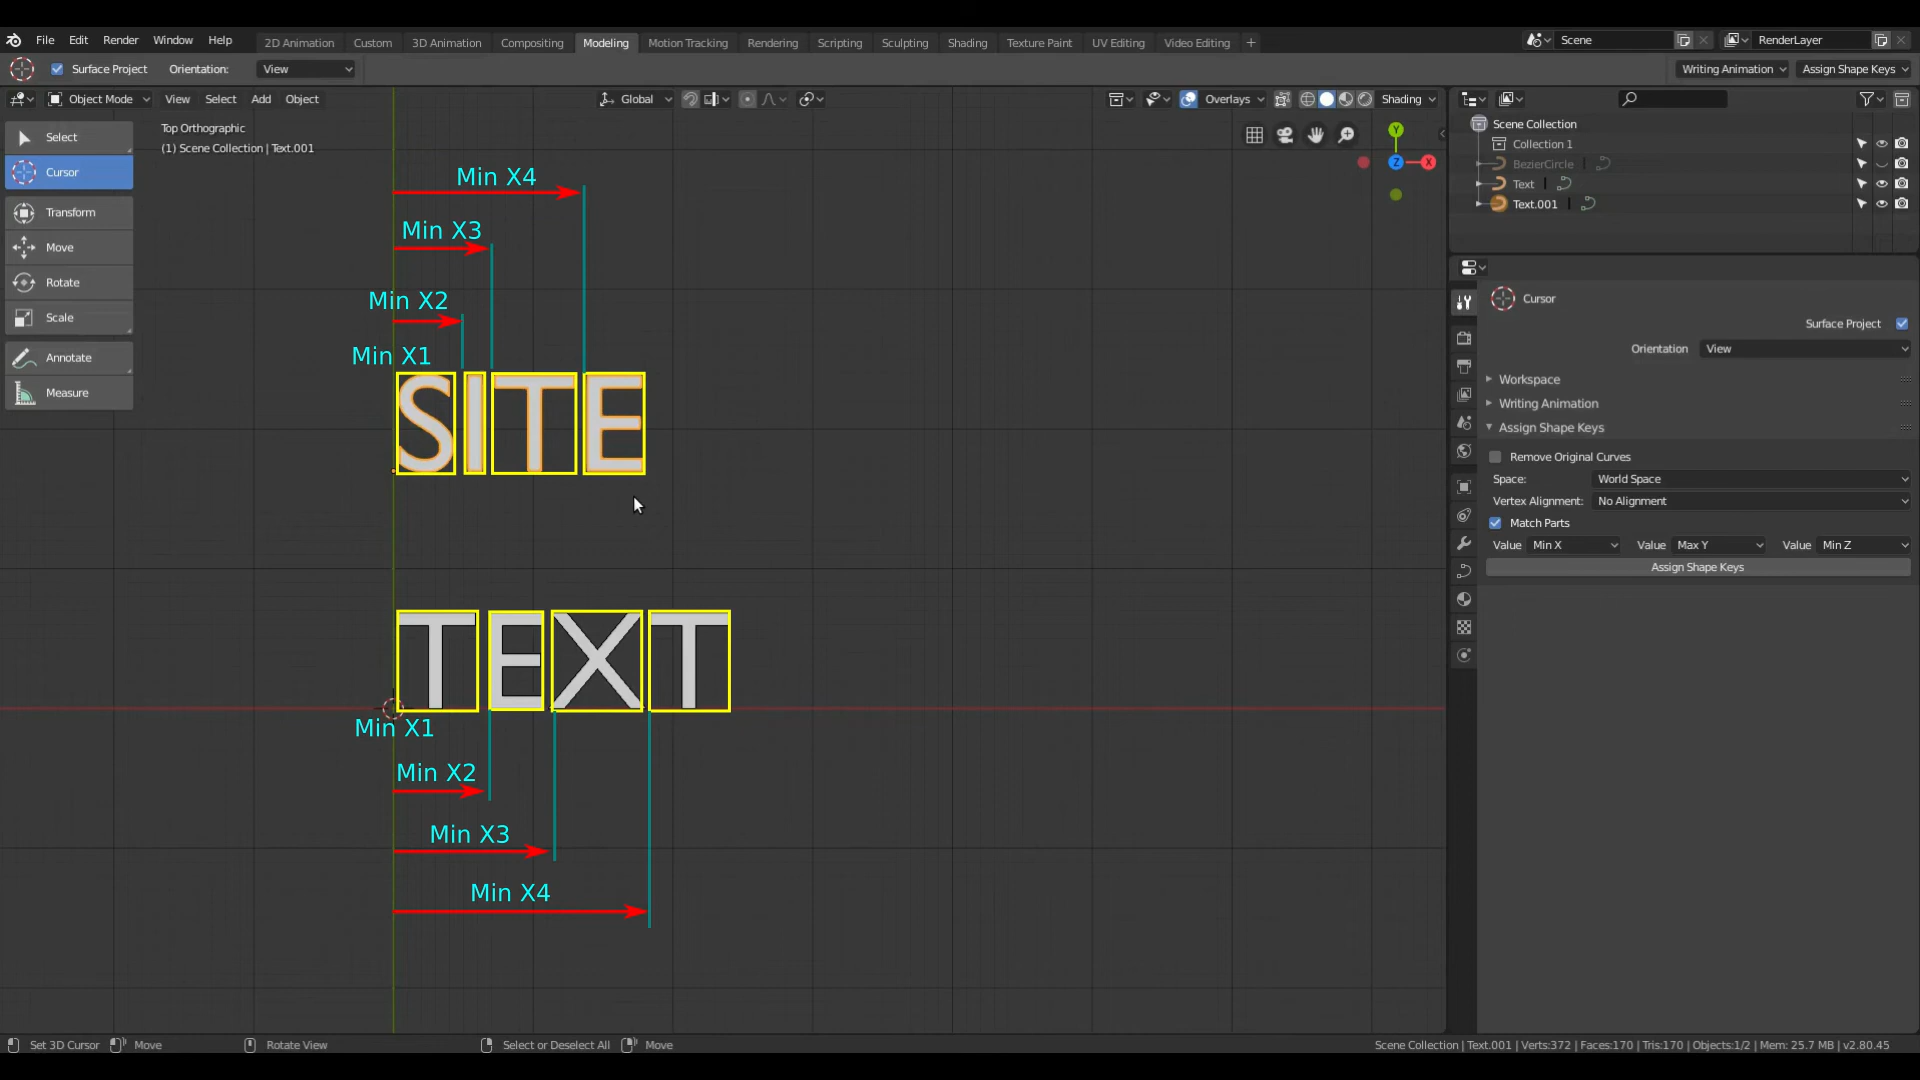 File Edit Render Window Help 2D Animation Custom 3D Animation Compositing Modeling Motion Tracking Rendering Scripting Sculpting Shading Texture Paint UV Editing Video Editing + Scene RenderLayer
Surface Project Orientation: View Writing Animation Assign Shape Keys
Object Mode View Select Add Object Global Overlays Shading
Select
Cursor
Transform
Move
Rotate
Scale
Annotate
Measure
Top Orthographic
(1) Scene Collection | Text.001
Y
Z
X
Min X4
Min X3
Min X2
Min X1
SITE
TEXT
Min X1
Min X2
Min X3
Min X4
Scene Collection
Collection 1
BezierCircle
Text
Text.001
Cursor
Surface Project
Orientation View
Workspace
Writing Animation
Assign Shape Keys
Remove Original Curves
Space: World Space
Vertex Alignment: No Alignment
Match Parts
Value Min X Value Max Y Value Min Z
Assign Shape Keys
Set 3D Cursor Move Rotate View Select or Deselect All Move Scene Collection | Text.001 | Verts:372 | Faces:170 | Tris:170 | Objects:1/2 | Mem: 25.7 MB | v2.80.45